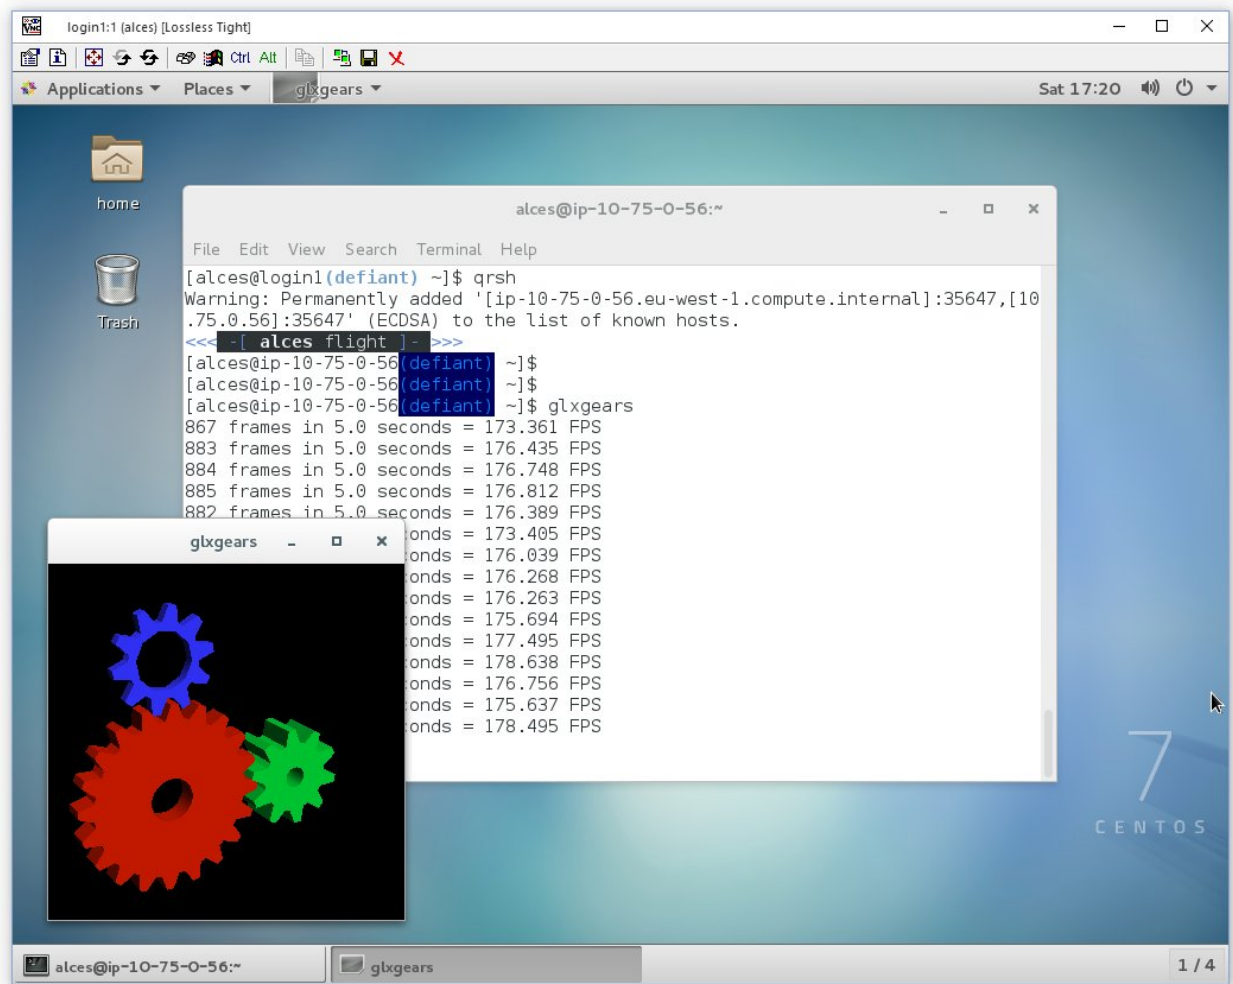 login1:1 (alces) [Lossless Tight]
Ctrl Alt
Applications Places glxgears Sat 17:20
home
Trash
alces@ip-10-75-0-56:~
File Edit View Search Terminal Help
[alces@login1(defiant) ~]$ qrsh
Warning: Permanently added '[ip-10-75-0-56.eu-west-1.compute.internal]:35647,[10
.75.0.56]:35647' (ECDSA) to the list of known hosts.
<<< -[ alces flight ]- >>>
[alces@ip-10-75-0-56(defiant) ~]$
[alces@ip-10-75-0-56(defiant) ~]$
[alces@ip-10-75-0-56(defiant) ~]$ glxgears
867 frames in 5.0 seconds = 173.361 FPS
883 frames in 5.0 seconds = 176.435 FPS
884 frames in 5.0 seconds = 176.748 FPS
885 frames in 5.0 seconds = 176.812 FPS
882 frames in 5.0 seconds = 176.389 FPS
onds = 173.405 FPS
onds = 176.039 FPS
onds = 176.268 FPS
onds = 176.263 FPS
onds = 175.694 FPS
onds = 177.495 FPS
onds = 178.638 FPS
onds = 176.756 FPS
onds = 175.637 FPS
onds = 178.495 FPS
glxgears
7
CENTOS
alces@ip-10-75-0-56:~
glxgears
1 / 4